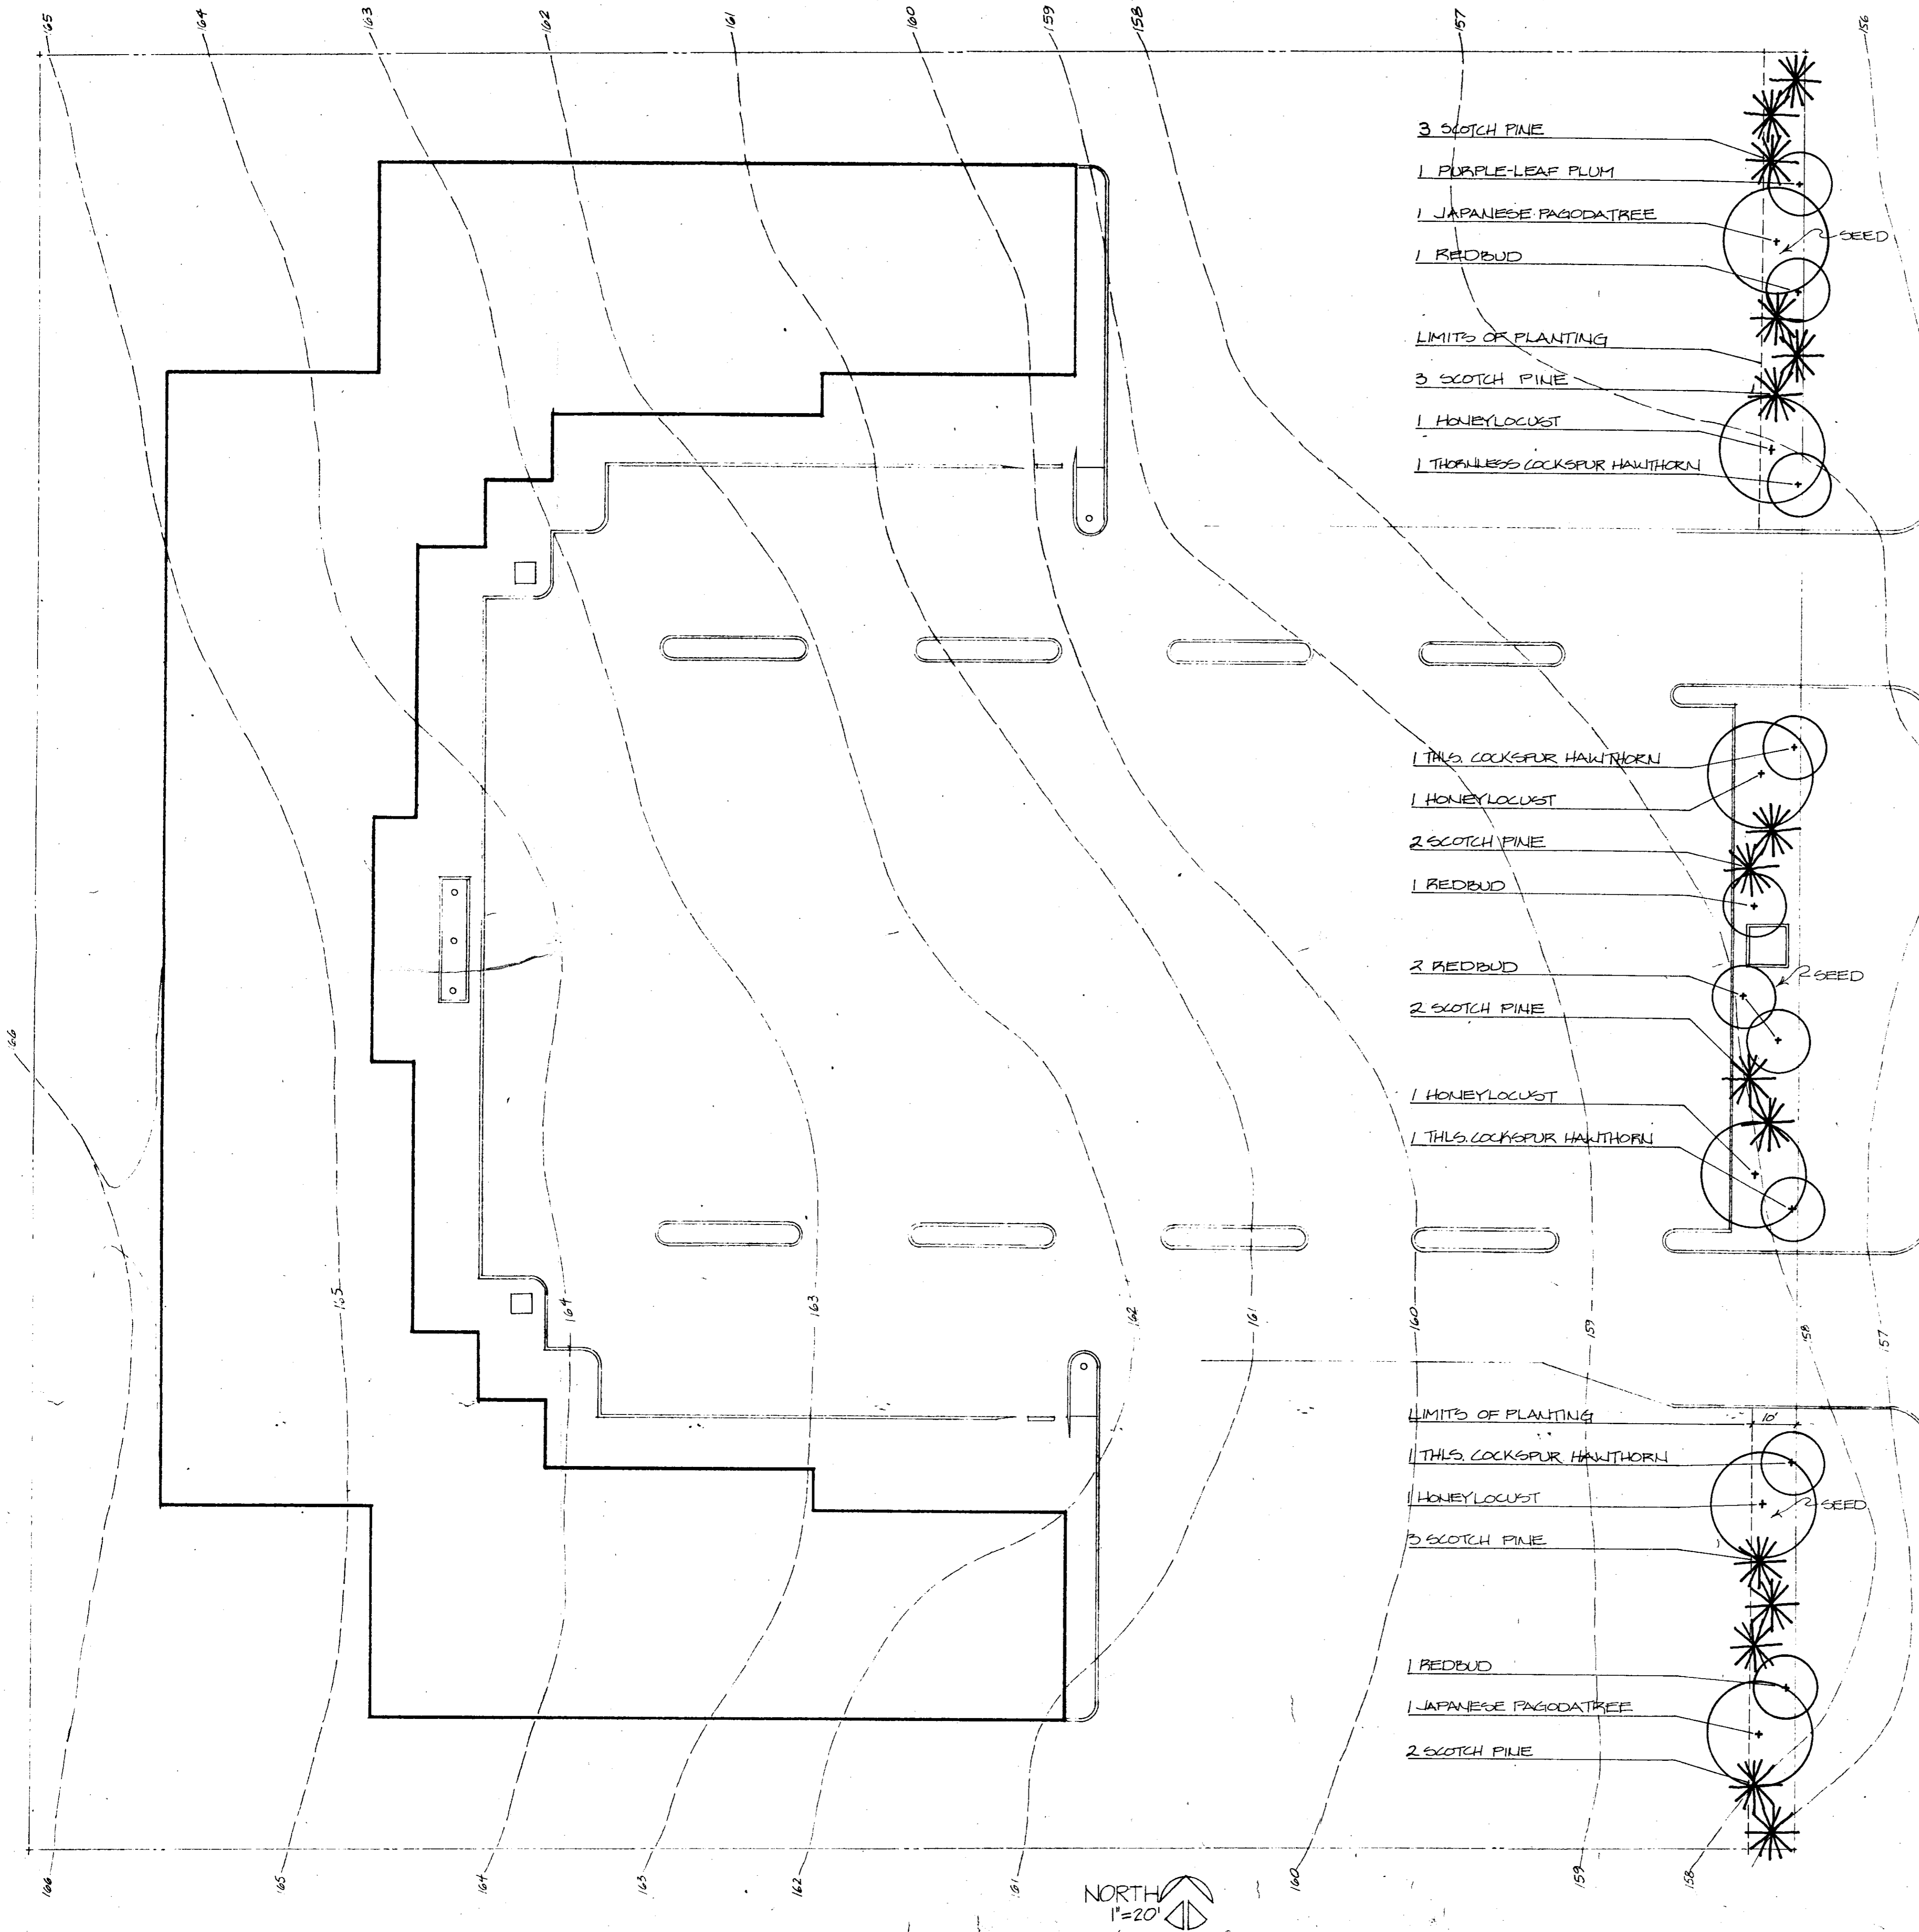 165
164
163
162
161
160
159
158
157
156
3 SCOTCH PINE
1 PURPLE-LEAF PLUM
1 JAPANESE PAGODATREE
SEED
1 REDBUD
LIMITS OF PLANTING
3 SCOTCH PINE
1 HONEYLOCUST
1 THORNLESS COCKSPUR HAWTHORN
1 THLS. COCKSPUR HAWTHORN
1 HONEYLOCUST
2 SCOTCH PINE
1 REDBUD
2 REDBUD
SEED
2 SCOTCH PINE
166
1 HONEYLOCUST
1 THLS. COCKSPUR HAWTHORN
165
164
163
162
161
160
159
158
157
LIMITS OF PLANTING
10'
1 THLS. COCKSPUR HAWTHORN
1 HONEYLOCUST
SEED
3 SCOTCH PINE
1 REDBUD
1 JAPANESE PAGODATREE
2 SCOTCH PINE
166
165
164
163
162
161
160
159
158
NORTH
1"=20'